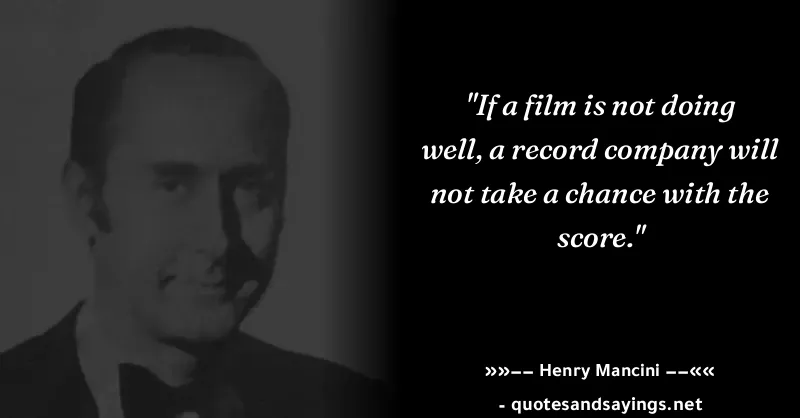 "If a film is not doing
well, a record company will
not take a chance with the
score."
»»−− Henry Mancini −−««
- quotesandsayings.net